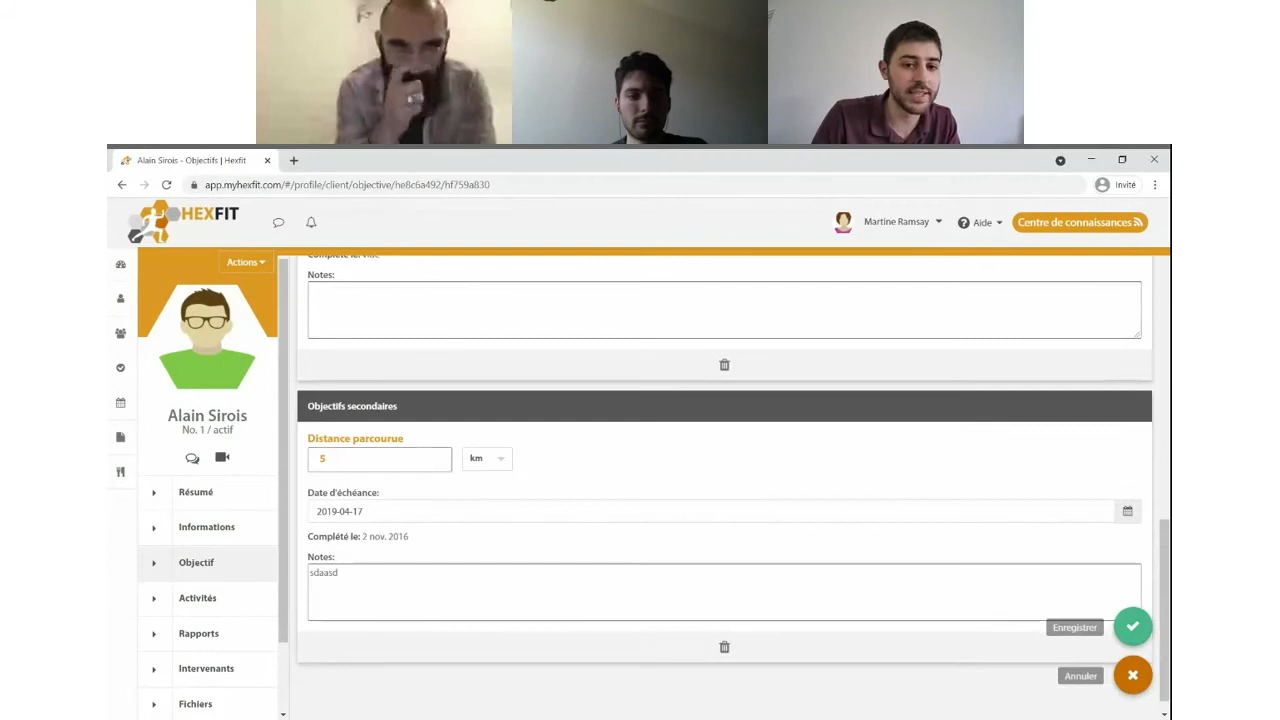 Alain Sirois - Objectifs | Hexfit
app.myhexfit.com/#/profile/client/objective/he8c6a492/hf759a830
Invité
HEXFIT
Martine Ramsay
Aide
Centre de connaissances
Actions
Alain Sirois
No. 1 / actif
Résumé
Informations
Objectif
Activités
Rapports
Intervenants
Fichiers
Notes:
Objectifs secondaires
Distance parcourue
5
km
Date d'échéance:
2019-04-17
Complété le: 2 nov. 2016
Notes:
sdaasd
Enregistrer
Annuler